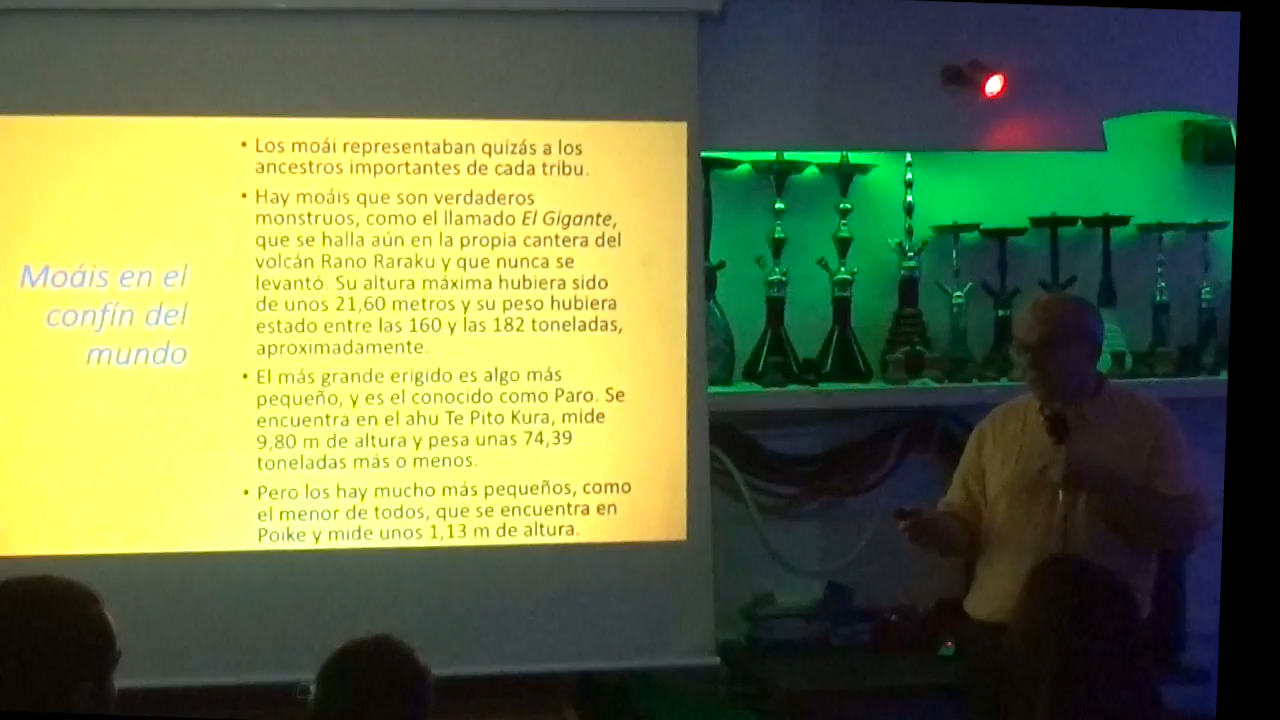 Moáis en el
confín del
mundo
• Los moái representaban quizás a los
ancestros importantes de cada tribu.
• Hay moáis que son verdaderos
monstruos, como el llamado El Gigante,
que se halla aún en la propia cantera del
volcán Rano Raraku y que nunca se
levantó. Su altura máxima hubiera sido
de unos 21,60 metros y su peso hubiera
estado entre las 160 y las 182 toneladas,
aproximadamente.
• El más grande erigido es algo más
pequeño, y es el conocido como Paro. Se
encuentra en el ahu Te Pito Kura, mide
9,80 m de altura y pesa unas 74,39
toneladas más o menos.
• Pero los hay mucho más pequeños, como
el menor de todos, que se encuentra en
Poike y mide unos 1,13 m de altura.